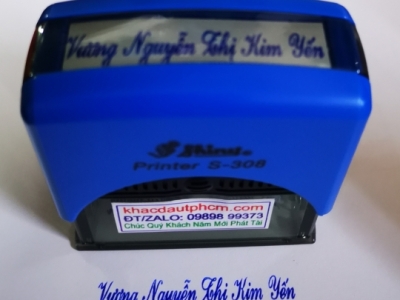 Vương Nguyễn Thị Kim Yến
Shiny
Printer S-308
khacdautphcm.com
ĐT/ZALO: 09898 99373
Chúc Quý Khách Năm Mới Phát Tài
Vương Nguyễn Thị Kim Yến